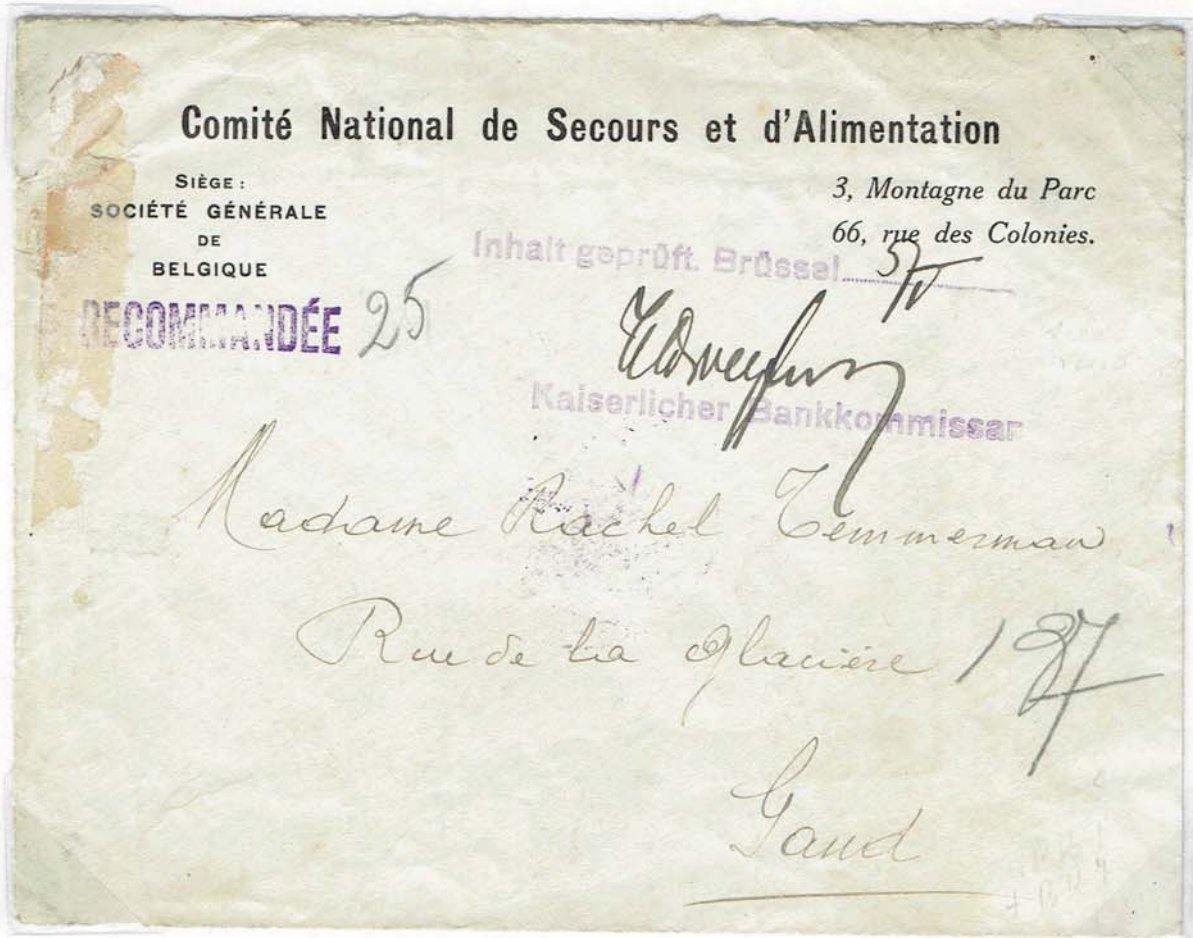 Comité National de Secours et d'Alimentation
SIÈGE :
SOCIÉTÉ GÉNÉRALE
DE
BELGIQUE
3, Montagne du Parc
66, rue des Colonies.
Inhalt geprüft. Brüssel 5/V
RECOMMANDÉE 25
Kaiserlicher Bankkommissar
Madame Rachel Temmerman
Rue de la Glacière 187
Gand